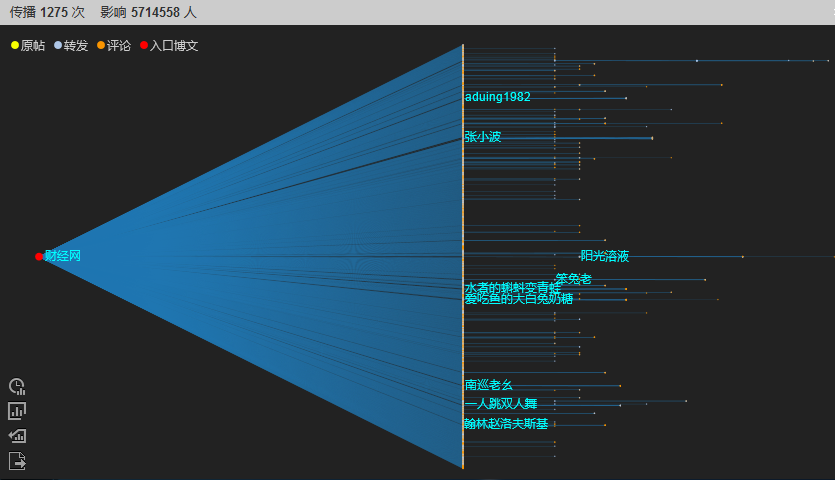 传播 1275 次 影响 5714558 人
原帖 转发 评论 入口博文
aduing1982
张小波
财经网
阳光溶液
笨兔老
水煮的蝌蚪变青蛙
爱吃鱼的大白兔奶糖
南巡老幺
一人跳双人舞
翰林赵洛夫斯基